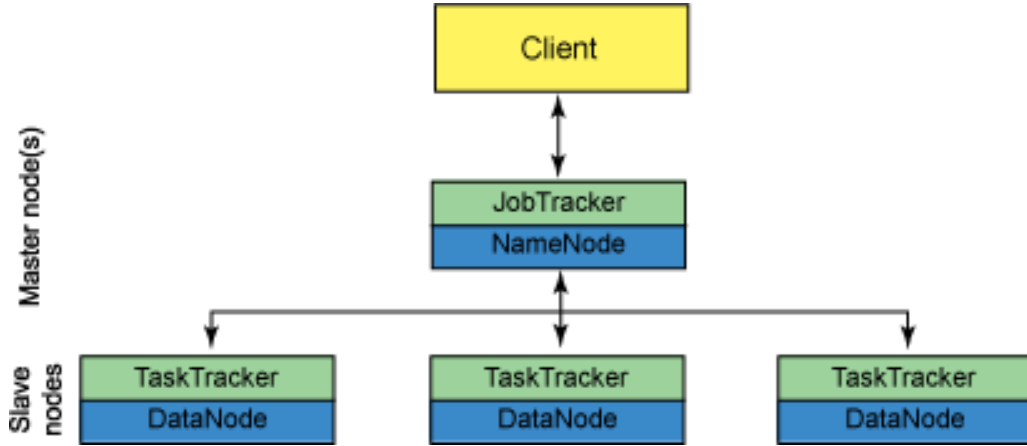 Client
Master node(s)
JobTracker
NameNode
Slave
nodes
TaskTracker
DataNode
TaskTracker
DataNode
TaskTracker
DataNode